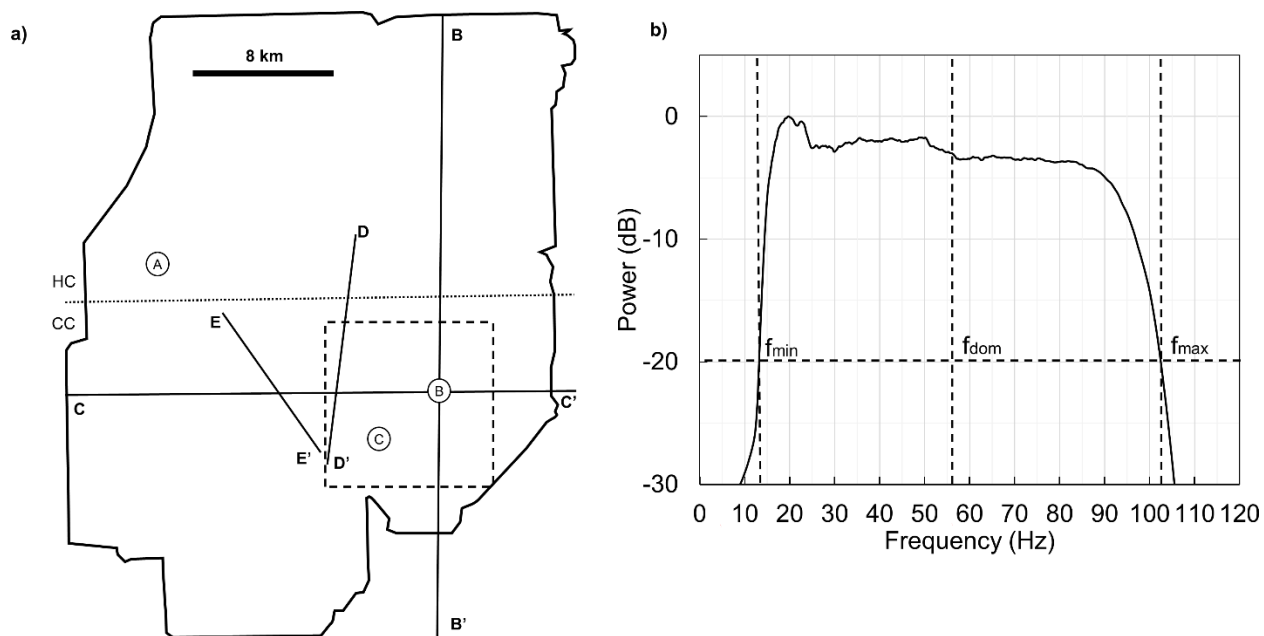 a)
B
8 km
D
A
HC
CC
E
B
C
C'
C
E'
D'
B'
b)
0
-10
-20
-30
Power (dB)
fmin
fdom
fmax
0 10 20 30 40 50 60 70 80 90 100 110 120
Frequency (Hz)